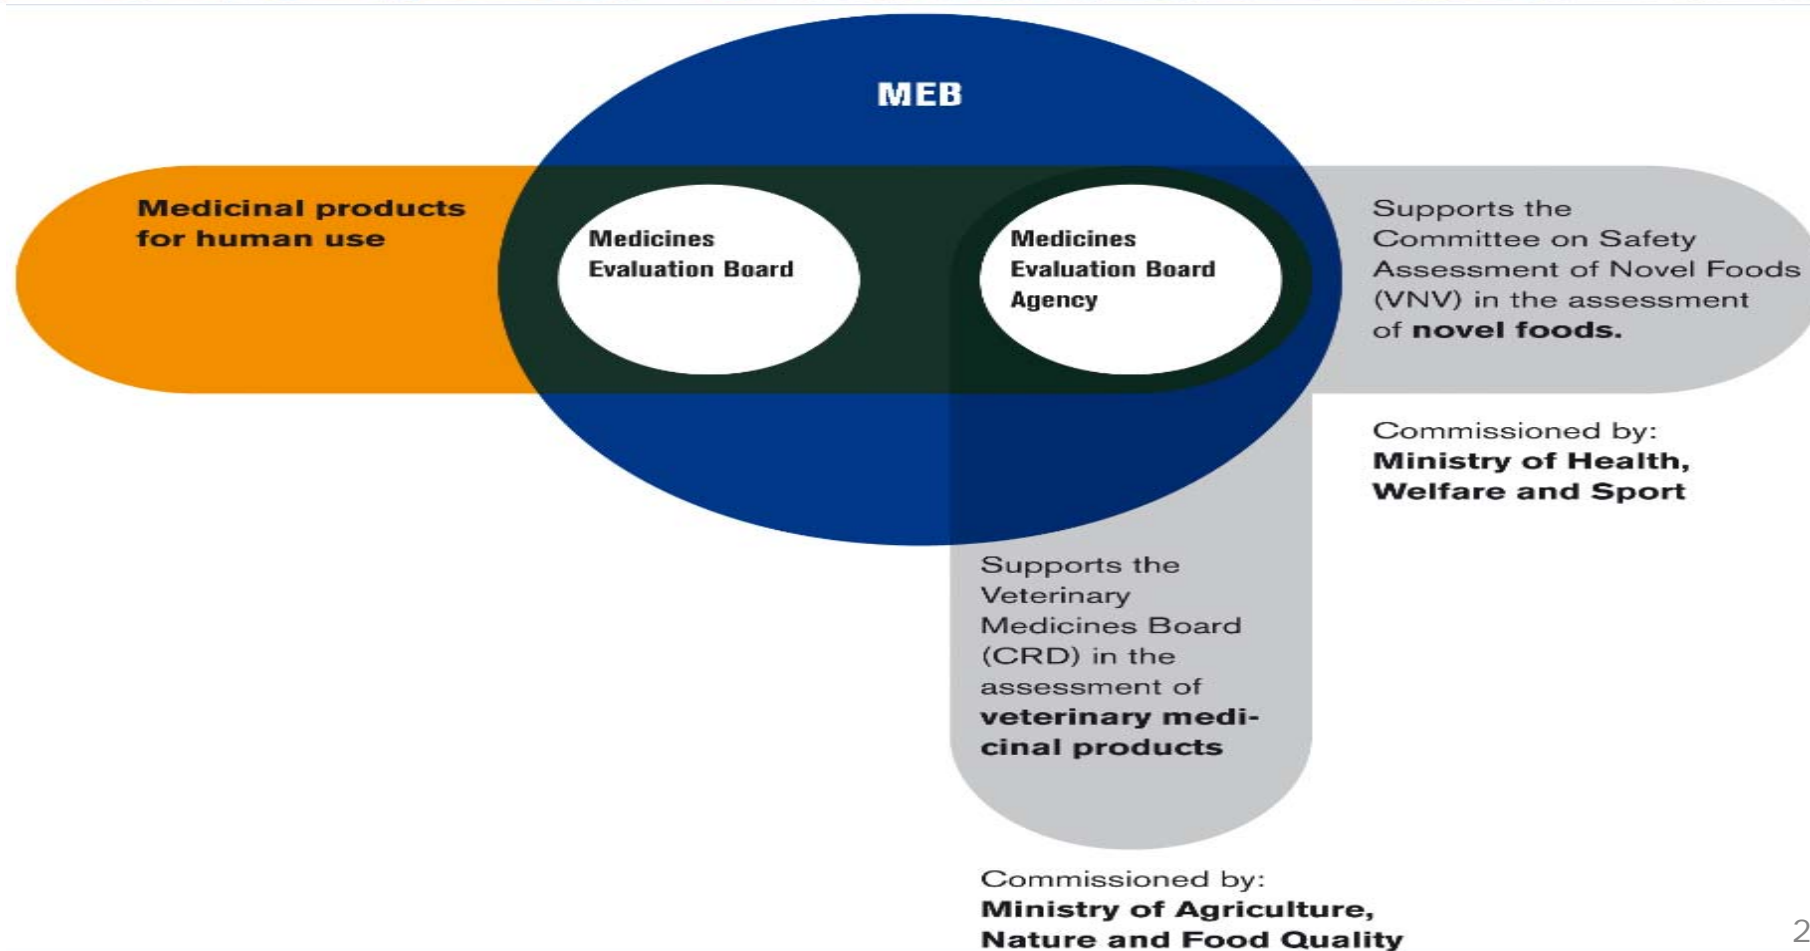 MEB
Medicinal products
for human use
Medicines
Evaluation Board
Medicines
Evaluation Board
Agency
Supports the
Committee on Safety
Assessment of Novel Foods
(VNV) in the assessment
of novel foods.
Commissioned by:
Ministry of Health,
Welfare and Sport
Supports the
Veterinary
Medicines Board
(CRD) in the
assessment of
veterinary medi-
cinal products
Commissioned by:
Ministry of Agriculture,
Nature and Food Quality
2